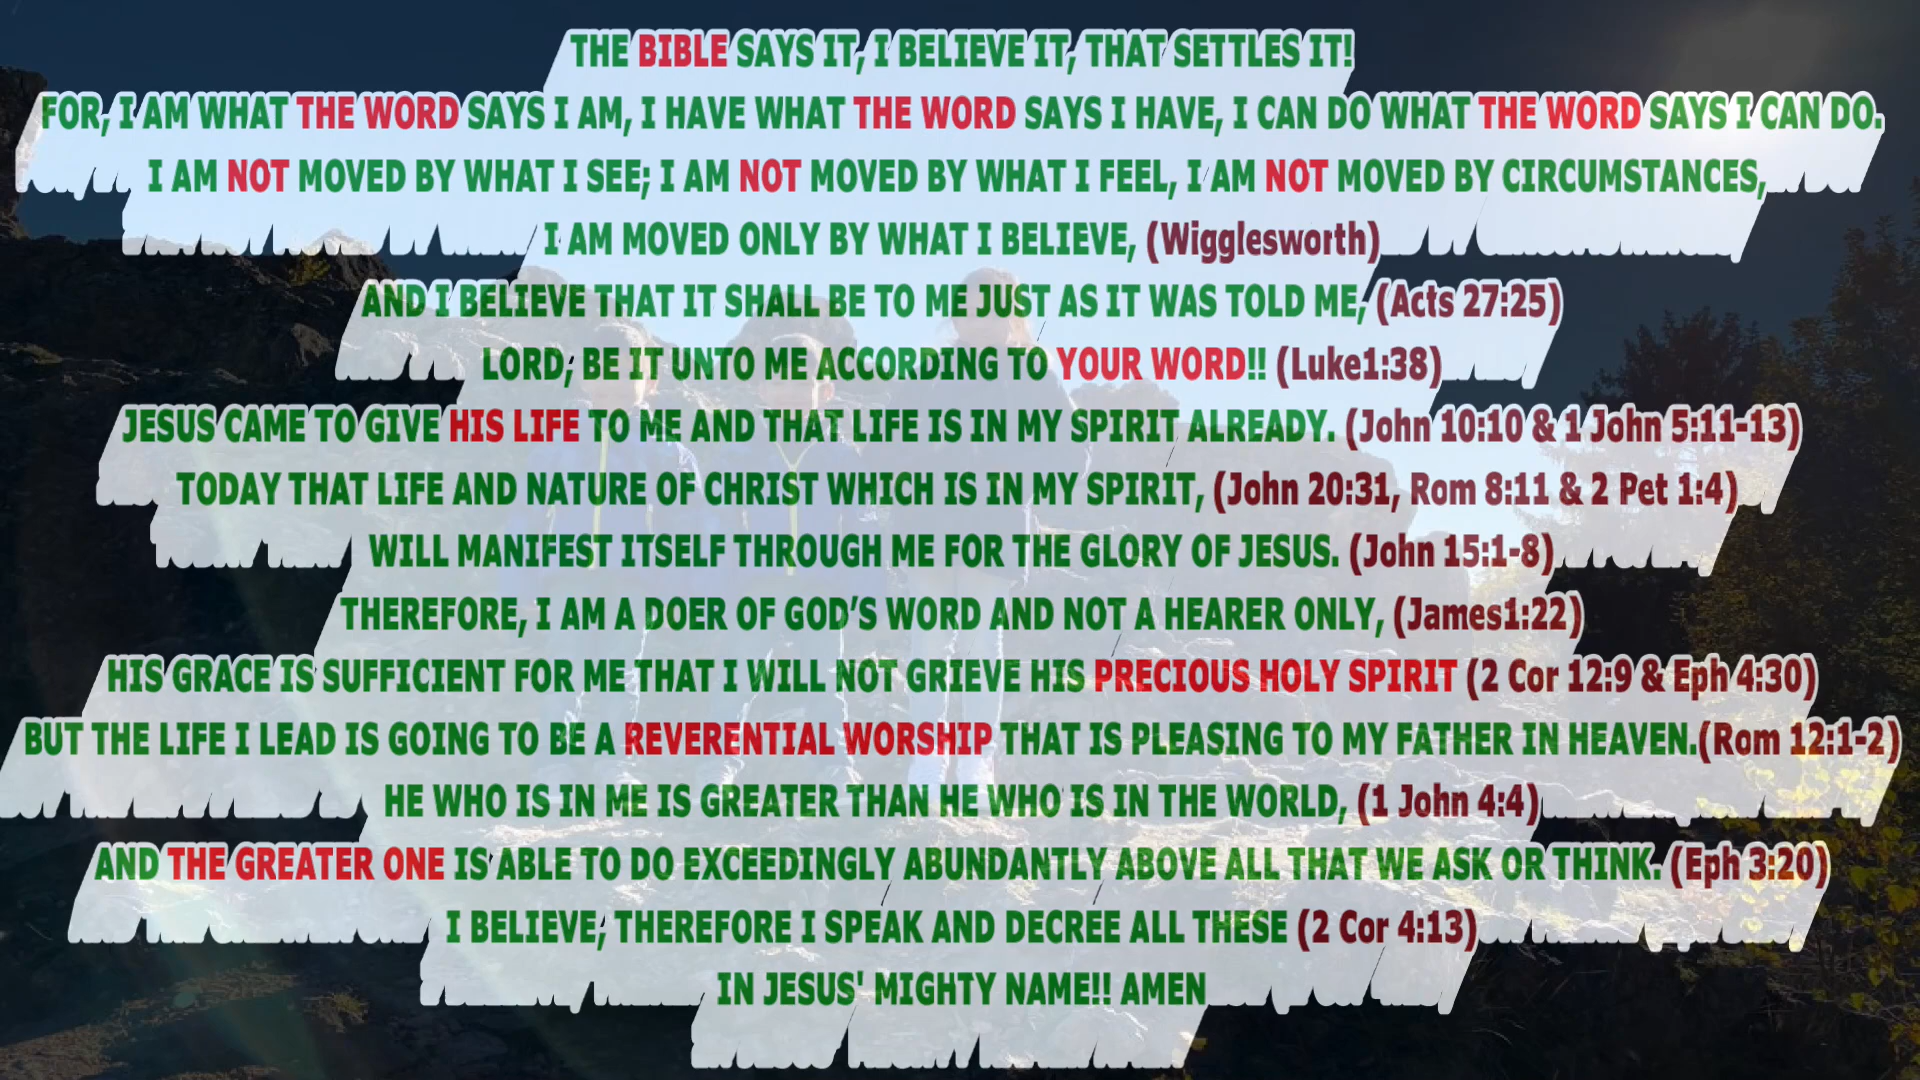 THE BIBLE SAYS IT, I BELIEVE IT, THAT SETTLES IT!
FOR, I AM WHAT THE WORD SAYS I AM, I HAVE WHAT THE WORD SAYS I HAVE, I CAN DO WHAT THE WORD SAYS I CAN DO.
I AM NOT MOVED BY WHAT I SEE; I AM NOT MOVED BY WHAT I FEEL, I AM NOT MOVED BY CIRCUMSTANCES,
I AM MOVED ONLY BY WHAT I BELIEVE, (Wigglesworth)
AND I BELIEVE THAT IT SHALL BE TO ME JUST AS IT WAS TOLD ME, (Acts 27:25)
LORD; BE IT UNTO ME ACCORDING TO YOUR WORD!! (Luke1:38)
JESUS CAME TO GIVE HIS LIFE TO ME AND THAT LIFE IS IN MY SPIRIT ALREADY. (John 10:10 & 1 John 5:11-13)
TODAY THAT LIFE AND NATURE OF CHRIST WHICH IS IN MY SPIRIT, (John 20:31, Rom 8:11 & 2 Pet 1:4)
WILL MANIFEST ITSELF THROUGH ME FOR THE GLORY OF JESUS. (John 15:1-8)
THEREFORE, I AM A DOER OF GOD’S WORD AND NOT A HEARER ONLY, (James1:22)
HIS GRACE IS SUFFICIENT FOR ME THAT I WILL NOT GRIEVE HIS PRECIOUS HOLY SPIRIT (2 Cor 12:9 & Eph 4:30)
BUT THE LIFE I LEAD IS GOING TO BE A REVERENTIAL WORSHIP THAT IS PLEASING TO MY FATHER IN HEAVEN.(Rom 12:1-2)
HE WHO IS IN ME IS GREATER THAN HE WHO IS IN THE WORLD, (1 John 4:4)
AND THE GREATER ONE IS ABLE TO DO EXCEEDINGLY ABUNDANTLY ABOVE ALL THAT WE ASK OR THINK. (Eph 3:20)
I BELIEVE; THEREFORE I SPEAK AND DECREE ALL THESE (2 Cor 4:13)
IN JESUS' MIGHTY NAME!! AMEN